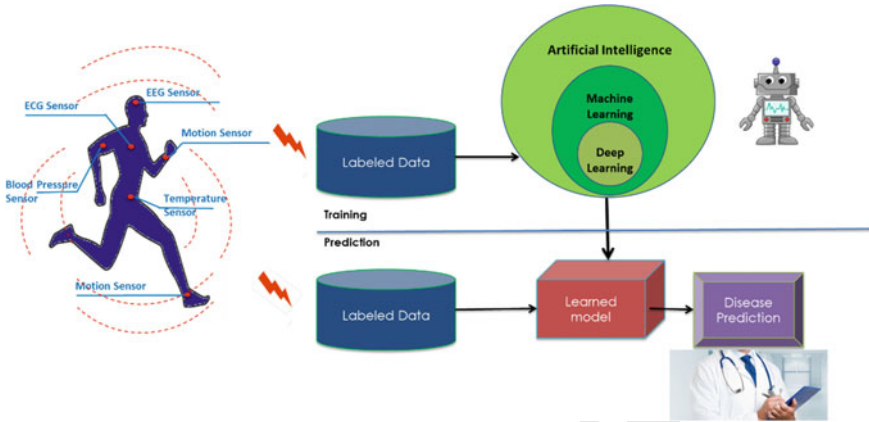 EEG Sensor
ECG Sensor
Motion Sensor
Blood Pressure
Sensor
Temperature
Sensor
Motion Sensor
Labeled Data
Artificial Intelligence
Machine
Learning
Deep
Learning
Training
Prediction
Labeled Data
Learned
model
Disease
Prediction